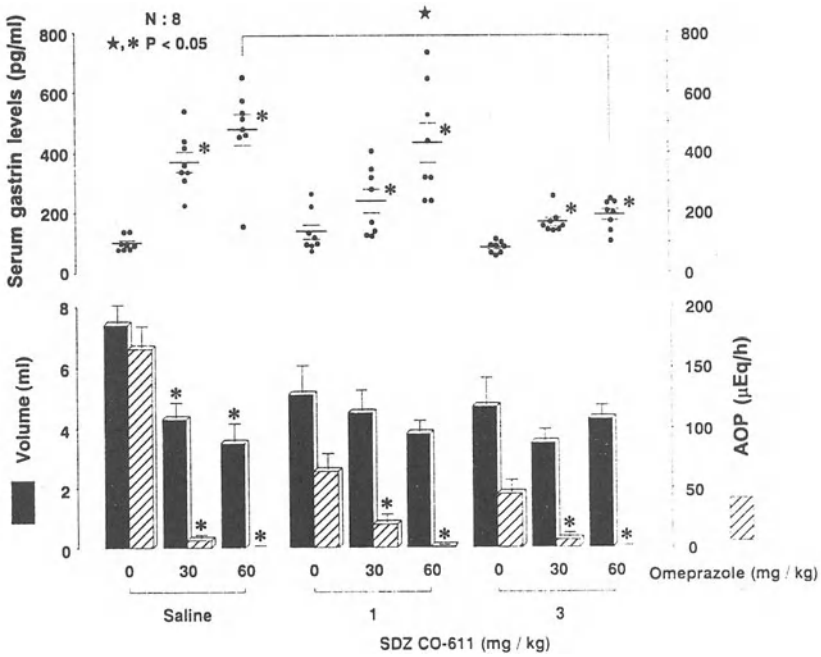 N : 8
★,* P < 0.05
★
Serum gastrin levels (pg/ml)
800
600
400
200
0
* * * * * *
800
600
400
200
0
Volume (ml)
8
6
4
2
0
* * * * * * * *
200
150
100
50
0
AOP (μEq/h)
0 30 60 0 30 60 0 30 60 Omeprazole (mg / kg)
Saline 1 3
SDZ CO-611 (mg / kg)